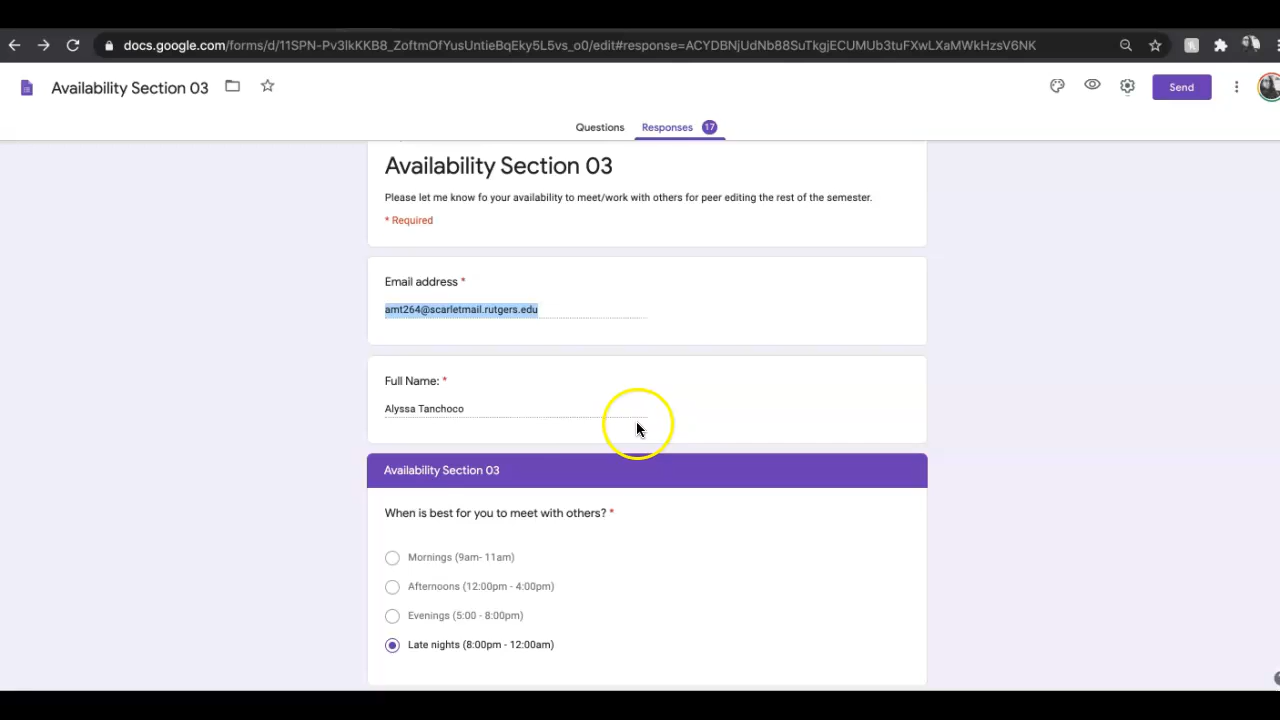 docs.google.com/forms/d/11SPN-Pv3lkKKB8_ZoftmOfYusUntieBqEky5L5vs_o0/edit#response=ACYDBNjUdNb88SuTkgjECUMUb3tuFXwLXaMWkHzsV6NK
Availability Section 03
Send
Questions Responses 17
Availability Section 03
Please let me know fo your availability to meet/work with others for peer editing the rest of the semester.
* Required
Email address *
amt264@scarletmail.rutgers.edu
Full Name: *
Alyssa Tanchoco
Availability Section 03
When is best for you to meet with others? *
Mornings (9am- 11am)
Afternoons (12:00pm - 4:00pm)
Evenings (5:00 - 8:00pm)
Late nights (8:00pm - 12:00am)